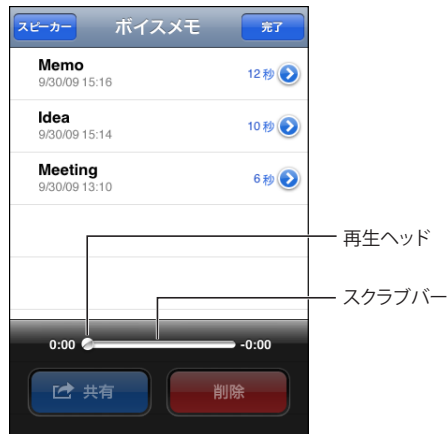 スピーカー ボイスメモ 完了
Memo
9/30/09 15:16
12 秒
Idea
9/30/09 15:14
10 秒
Meeting
9/30/09 13:10
6 秒
再生ヘッド
スクラブバー
0:00 -0:00
共有 削除